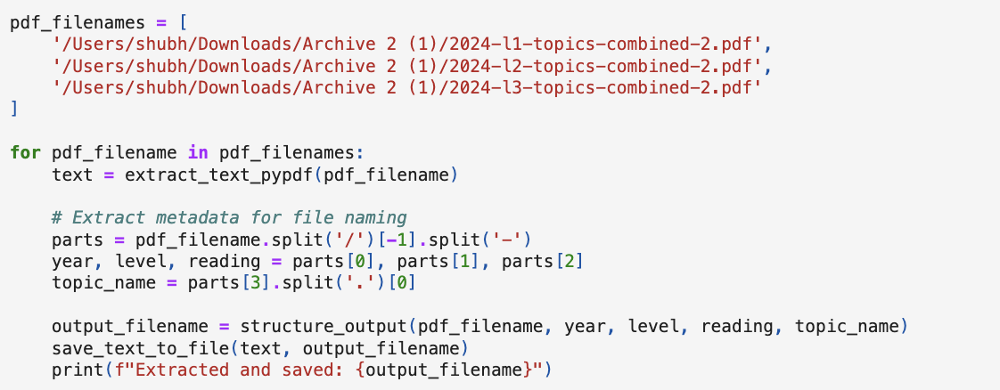 pdf_filenames = [
    '/Users/shubh/Downloads/Archive 2 (1)/2024-l1-topics-combined-2.pdf',
    '/Users/shubh/Downloads/Archive 2 (1)/2024-l2-topics-combined-2.pdf',
    '/Users/shubh/Downloads/Archive 2 (1)/2024-l3-topics-combined-2.pdf'
]

for pdf_filename in pdf_filenames:
    text = extract_text_pypdf(pdf_filename)

    # Extract metadata for file naming
    parts = pdf_filename.split('/')[-1].split('-')
    year, level, reading = parts[0], parts[1], parts[2]
    topic_name = parts[3].split('.')[0]

    output_filename = structure_output(pdf_filename, year, level, reading, topic_name)
    save_text_to_file(text, output_filename)
    print(f"Extracted and saved: {output_filename}")